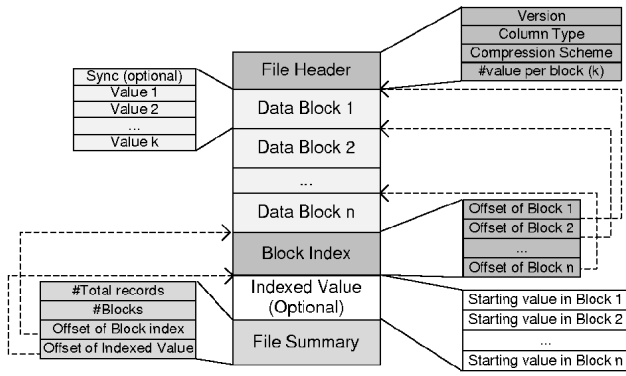 Version
Column Type
Compression Scheme
#value per block (k)
File Header
Sync (optional)
Value 1
Value 2
...
Value k
Data Block 1
Data Block 2
...
Data Block n
Block Index
Indexed Value
(Optional)
File Summary
Offset of Block 1
Offset of Block 2
...
Offset of Block n
#Total records
#Blocks
Offset of Block index
Offset of Indexed Value
Starting value in Block 1
Starting value in Block 2
...
Starting value in Block n